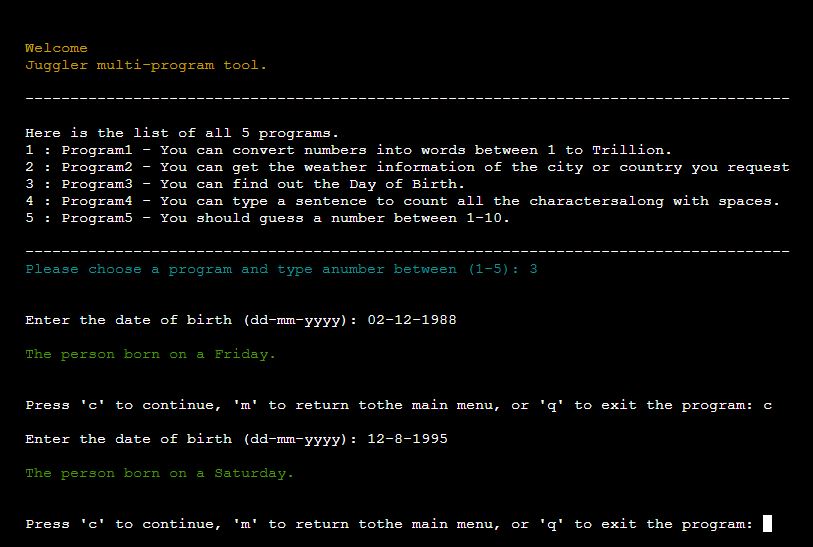 Welcome
Juggler multi-program tool.
-------------------------------------------------------------------------------------
Here is the list of all 5 programs.
1 : Program1 - You can convert numbers into words between 1 to Trillion.
2 : Program2 - You can get the weather information of the city or country you request
3 : Program3 - You can find out the Day of Birth.
4 : Program4 - You can type a sentence to count all the charactersalong with spaces.
5 : Program5 - You should guess a number between 1-10.
-------------------------------------------------------------------------------------
Please choose a program and type anumber between (1-5): 3
Enter the date of birth (dd-mm-yyyy): 02-12-1988
The person born on a Friday.
Press 'c' to continue, 'm' to return tothe main menu, or 'q' to exit the program: c
Enter the date of birth (dd-mm-yyyy): 12-8-1995
The person born on a Saturday.
Press 'c' to continue, 'm' to return tothe main menu, or 'q' to exit the program: